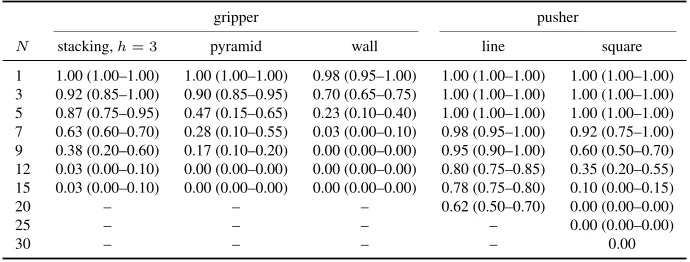 gripper pusher
N stacking, h = 3 pyramid wall line square
1 1.00 (1.00–1.00) 1.00 (1.00–1.00) 0.98 (0.95–1.00) 1.00 (1.00–1.00) 1.00 (1.00–1.00)
3 0.92 (0.85–1.00) 0.90 (0.85–0.95) 0.70 (0.65–0.75) 1.00 (1.00–1.00) 1.00 (1.00–1.00)
5 0.87 (0.75–0.95) 0.47 (0.15–0.65) 0.23 (0.10–0.40) 1.00 (1.00–1.00) 1.00 (1.00–1.00)
7 0.63 (0.60–0.70) 0.28 (0.10–0.55) 0.03 (0.00–0.10) 0.98 (0.95–1.00) 0.92 (0.75–1.00)
9 0.38 (0.20–0.60) 0.17 (0.10–0.20) 0.00 (0.00–0.00) 0.95 (0.90–1.00) 0.60 (0.50–0.70)
12 0.03 (0.00–0.10) 0.00 (0.00–0.00) 0.00 (0.00–0.00) 0.80 (0.75–0.85) 0.35 (0.20–0.55)
15 0.03 (0.00–0.10) 0.00 (0.00–0.00) 0.00 (0.00–0.00) 0.78 (0.75–0.80) 0.10 (0.00–0.15)
20 – – – 0.62 (0.50–0.70) 0.00 (0.00–0.00)
25 – – – – 0.00 (0.00–0.00)
30 – – – – 0.00